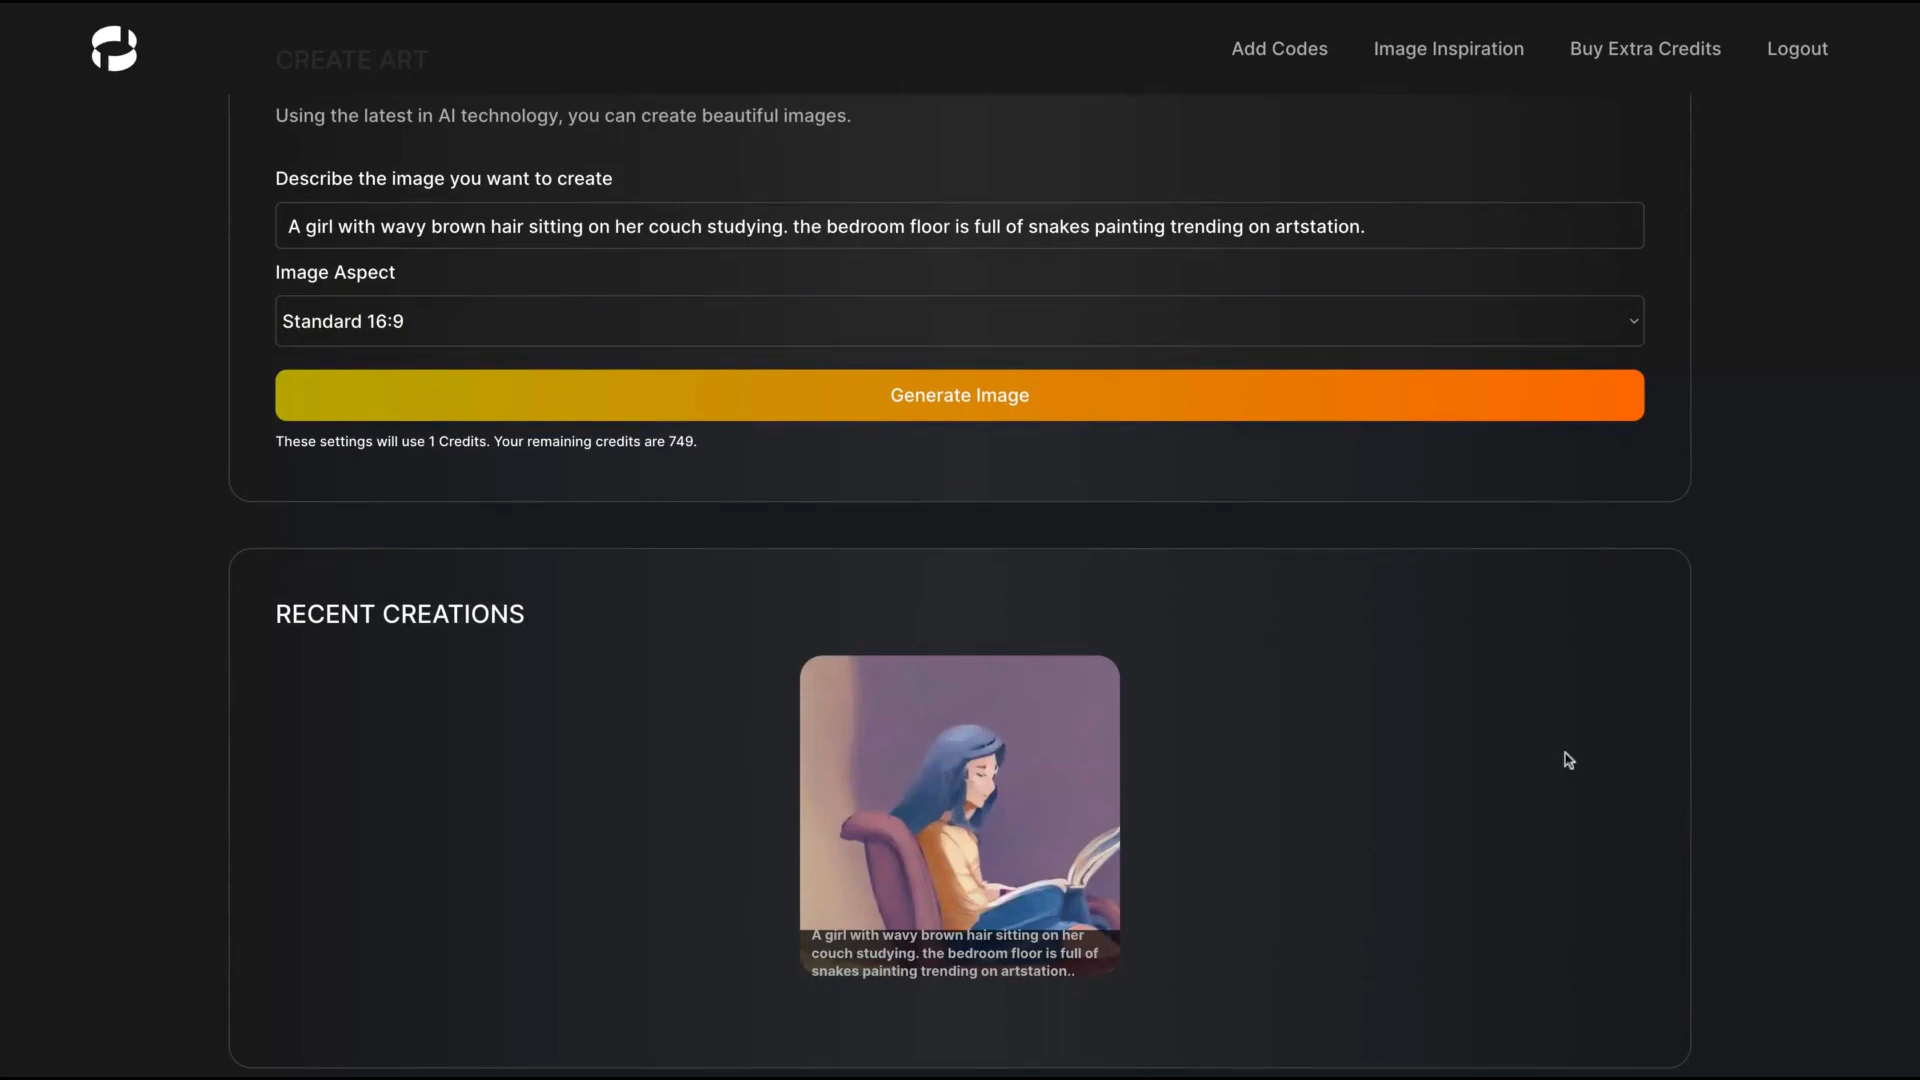 CREATE ART
Add Codes
Image Inspiration
Buy Extra Credits
Logout
Using the latest in AI technology, you can create beautiful images.
Describe the image you want to create
A girl with wavy brown hair sitting on her couch studying. the bedroom floor is full of snakes painting trending on artstation.
Image Aspect
Standard 16:9
Generate Image
These settings will use 1 Credits. Your remaining credits are 749.
RECENT CREATIONS
A girl with wavy brown hair sitting on her
couch studying. the bedroom floor is full of
snakes painting trending on artstation..